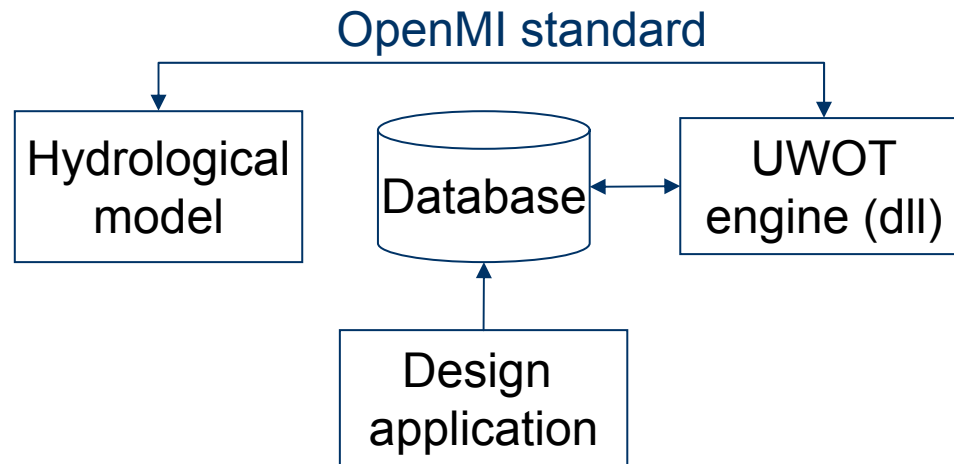 OpenMI standard
Hydrological
model
Database
UWOT
engine (dll)
Design
application